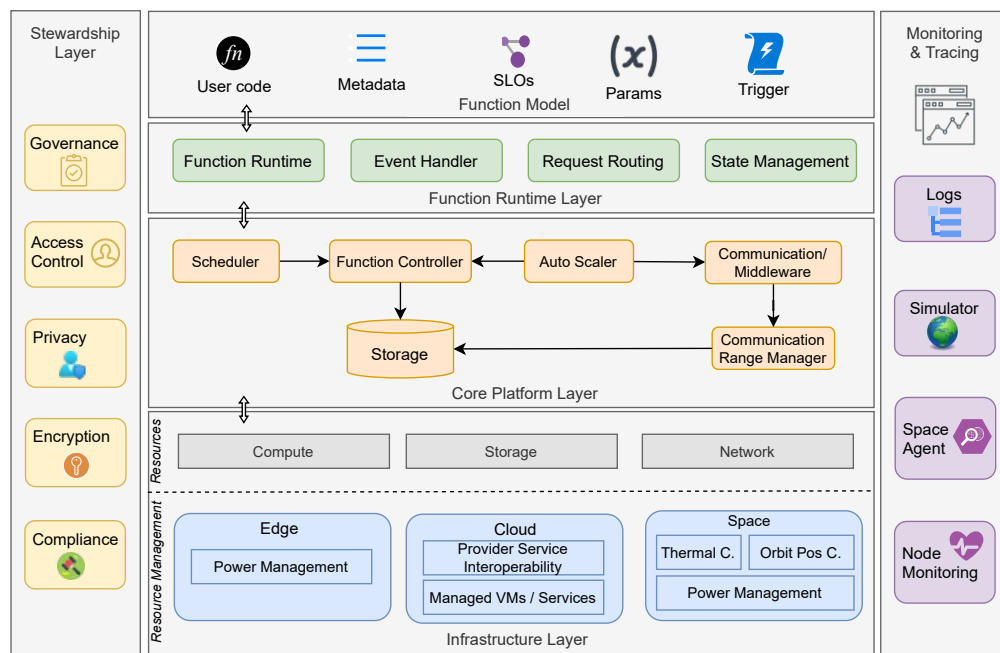 Stewardship
Layer
Governance
Access
Control
Privacy
Encryption
Compliance
fn
User code
Metadata
SLOs
(x)
Params
Trigger
Function Model
Function Runtime
Event Handler
Request Routing
State Management
Function Runtime Layer
Scheduler
Function Controller
Auto Scaler
Communication/
Middleware
Storage
Communication
Range Manager
Core Platform Layer
Resources
Compute
Storage
Network
Resource Management
Edge
Power Management
Cloud
Provider Service
Interoperability
Managed VMs / Services
Space
Thermal C.
Orbit Pos C.
Power Management
Infrastructure Layer
Monitoring
& Tracing
Logs
Simulator
Space
Agent
Node
Monitoring